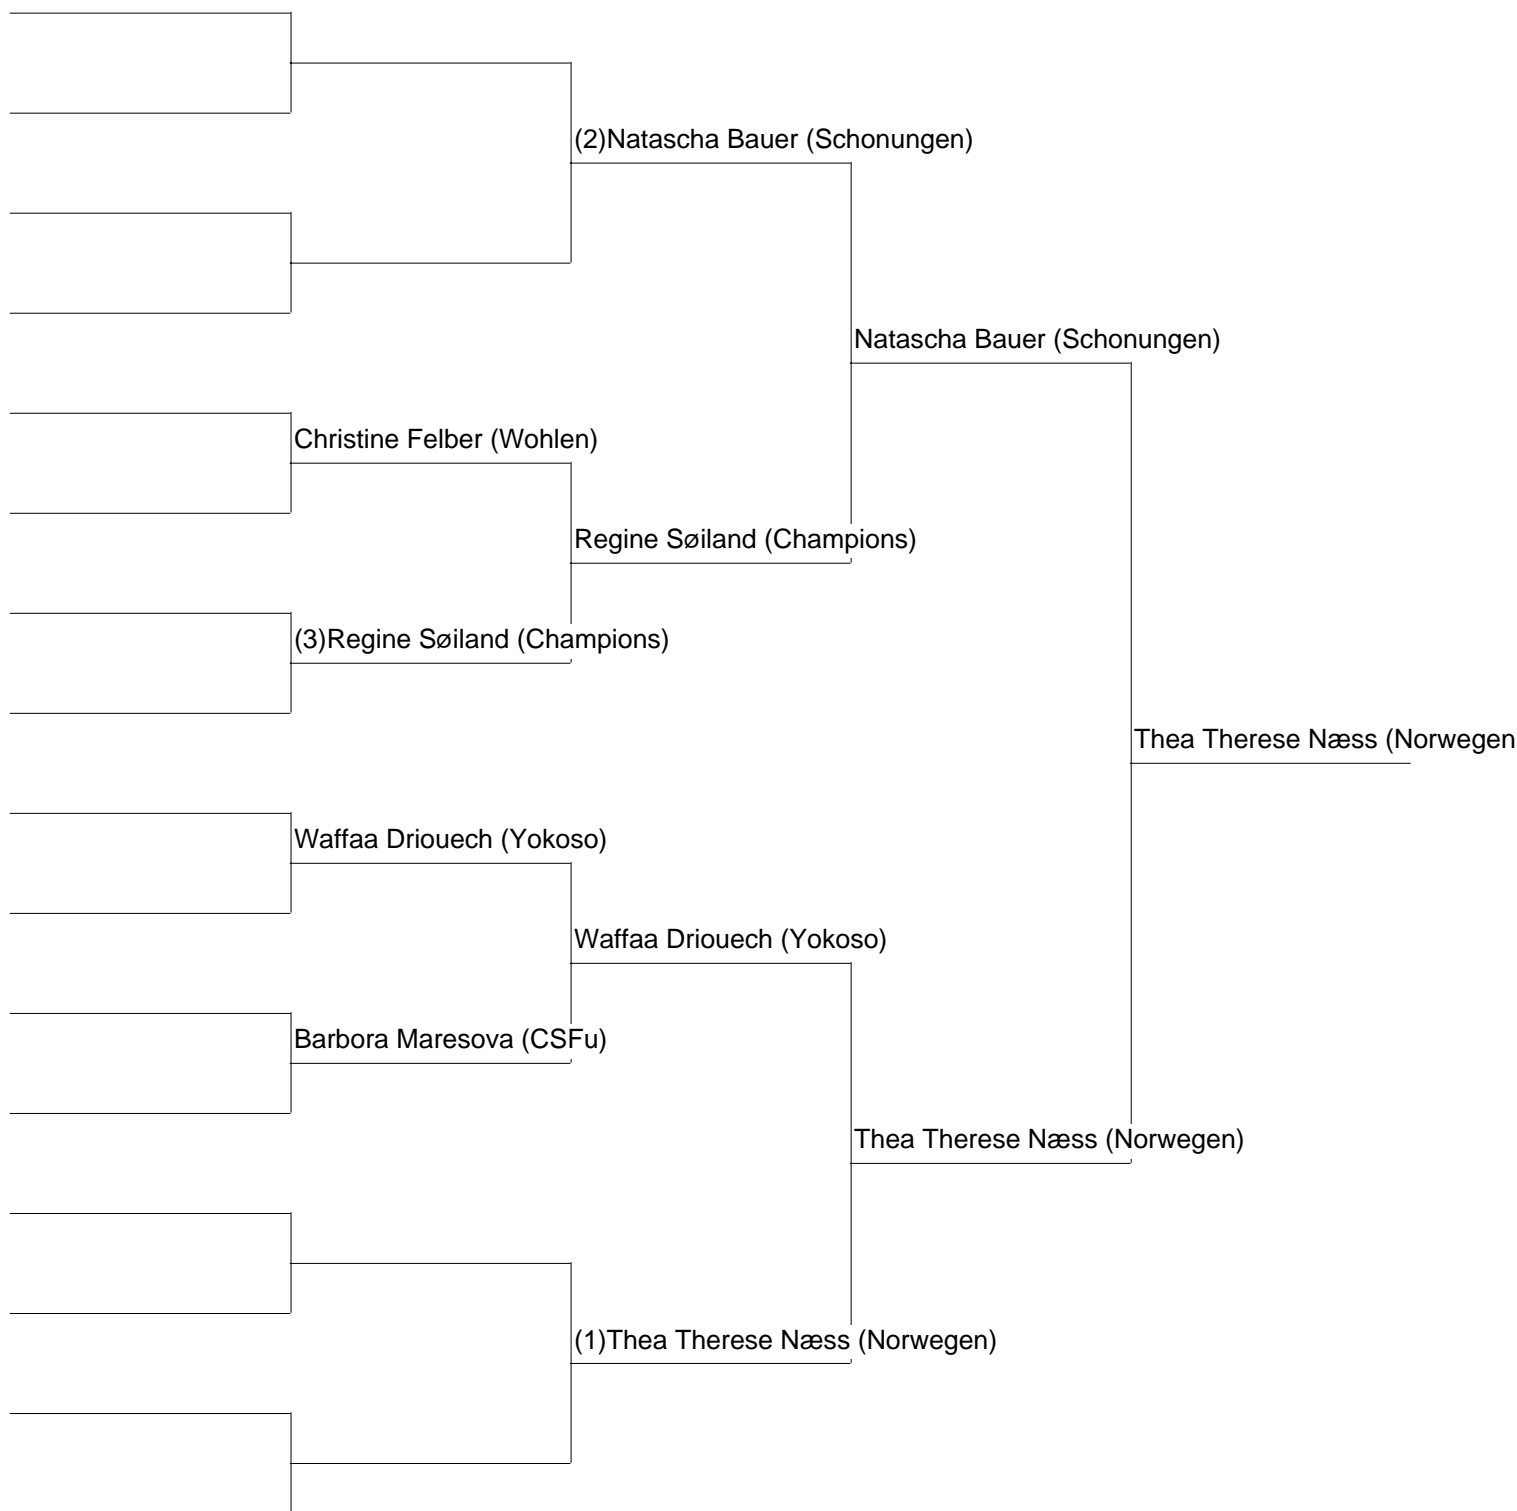 (2)Natascha Bauer (Schonungen)
Natascha Bauer (Schonungen)
Christine Felber (Wohlen)
Regine Søiland (Champions)
(3)Regine Søiland (Champions)
Thea Therese Næss (Norwegen
Waffaa Driouech (Yokoso)
Waffaa Driouech (Yokoso)
Barbora Maresova (CSFu)
Thea Therese Næss (Norwegen)
(1)Thea Therese Næss (Norwegen)